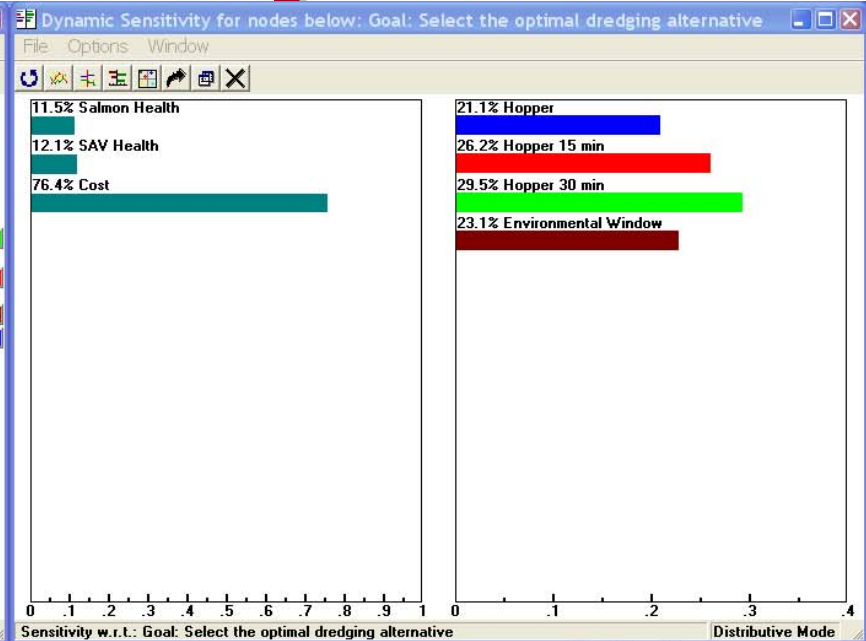 Dynamic Sensitivity for nodes below: Goal: Select the optimal dredging alternative
File Options Window
11.5% Salmon Health
12.1% SAV Health
76.4% Cost
0 .1 .2 .3 .4 .5 .6 .7 .8 .9 1
21.1% Hopper
26.2% Hopper 15 min
29.5% Hopper 30 min
23.1% Environmental Window
0 .1 .2 .3 .4
Sensitivity w.r.t.: Goal: Select the optimal dredging alternative
Distributive Mode